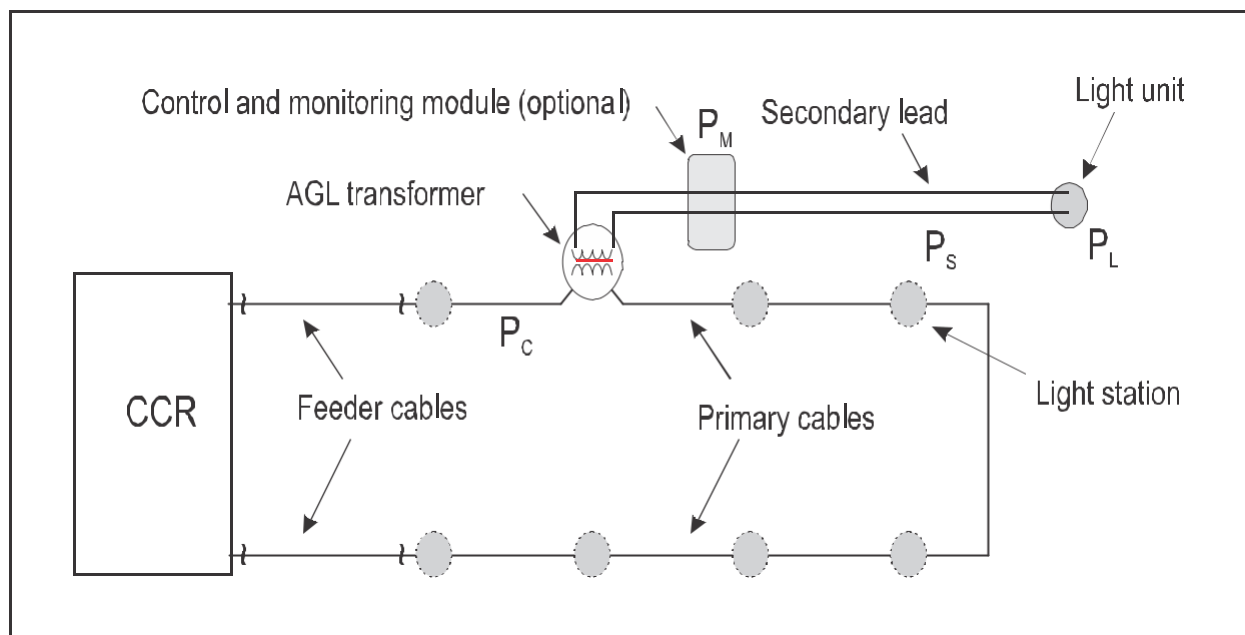 Control and monitoring module (optional)
P_M
Secondary lead
Light unit
AGL transformer
P_S
P_L
P_C
CCR
Feeder cables
Primary cables
Light station